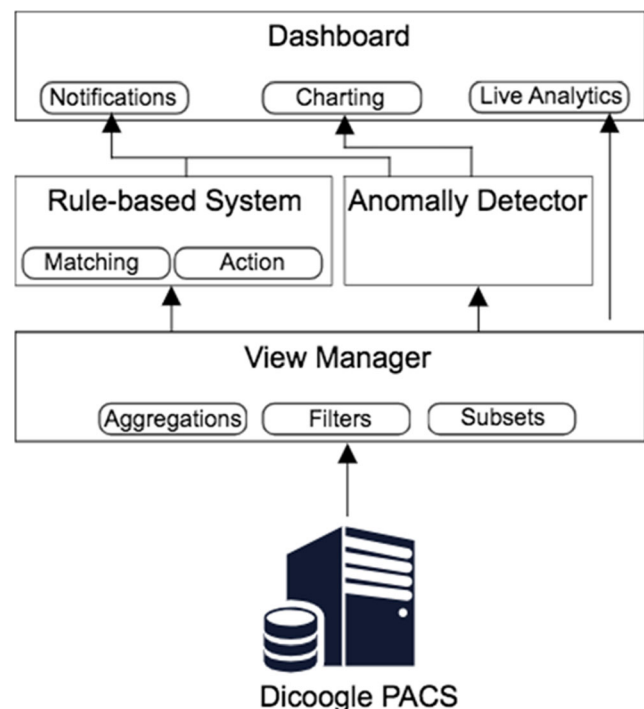 Dashboard
Notifications
Charting
Live Analytics
Rule-based System
Anomally Detector
Matching
Action
View Manager
Aggregations
Filters
Subsets
Dicoogle PACS